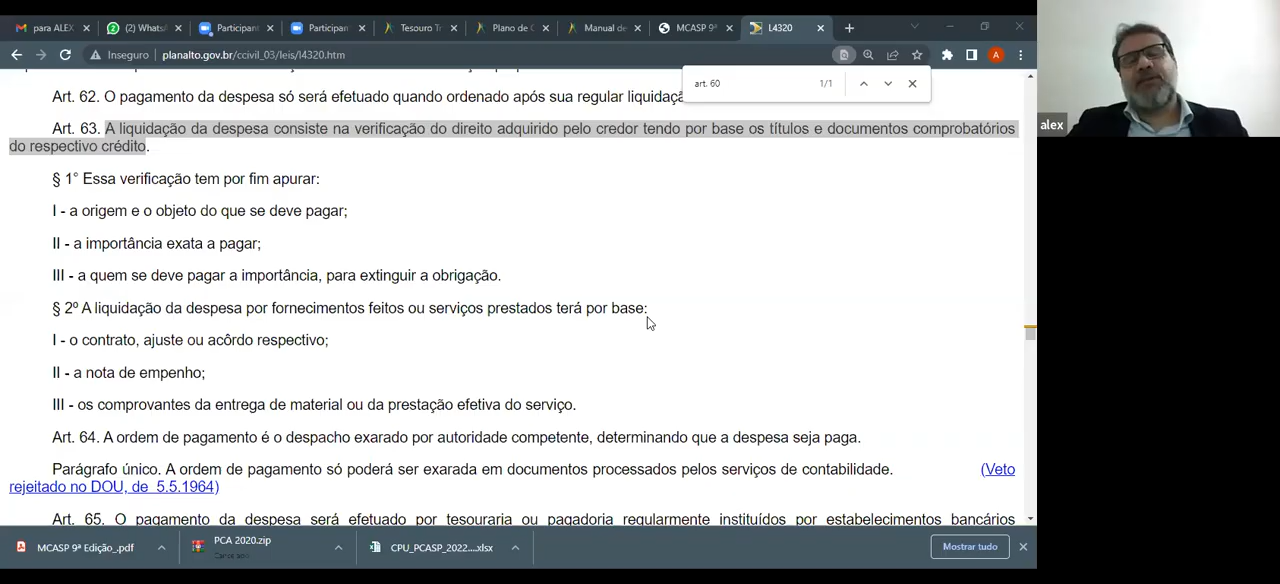 para ALEX
(2) Whats
Participant
Participan
Tesouro Tr
Plano de C
Manual de
MCASP 9ª
L4320
Inseguro
planalto.gov.br/ccivil_03/leis/l4320.htm
A
art. 60
1/1
Art. 62. O pagamento da despesa só será efetuado quando ordenado após sua regular liquidaçã
Art. 63. A liquidação da despesa consiste na verificação do direito adquirido pelo credor tendo por base os títulos e documentos comprobatórios
do respectivo crédito.
§ 1° Essa verificação tem por fim apurar:
I - a origem e o objeto do que se deve pagar;
II - a importância exata a pagar;
III - a quem se deve pagar a importância, para extinguir a obrigação.
§ 2º A liquidação da despesa por fornecimentos feitos ou serviços prestados terá por base:
I - o contrato, ajuste ou acôrdo respectivo;
II - a nota de empenho;
III - os comprovantes da entrega de material ou da prestação efetiva do serviço.
Art. 64. A ordem de pagamento é o despacho exarado por autoridade competente, determinando que a despesa seja paga.
Parágrafo único. A ordem de pagamento só poderá ser exarada em documentos processados pelos serviços de contabilidade. (Veto
rejeitado no DOU, de 5.5.1964)
Art. 65. O pagamento da despesa será efetuado por tesouraria ou pagadoria regularmente instituídos por estabelecimentos bancários
MCASP 9ª Edição_.pdf
PCA 2020.zip
Cancelado
CPU_PCASP_2022....xlsx
Mostrar tudo
alex